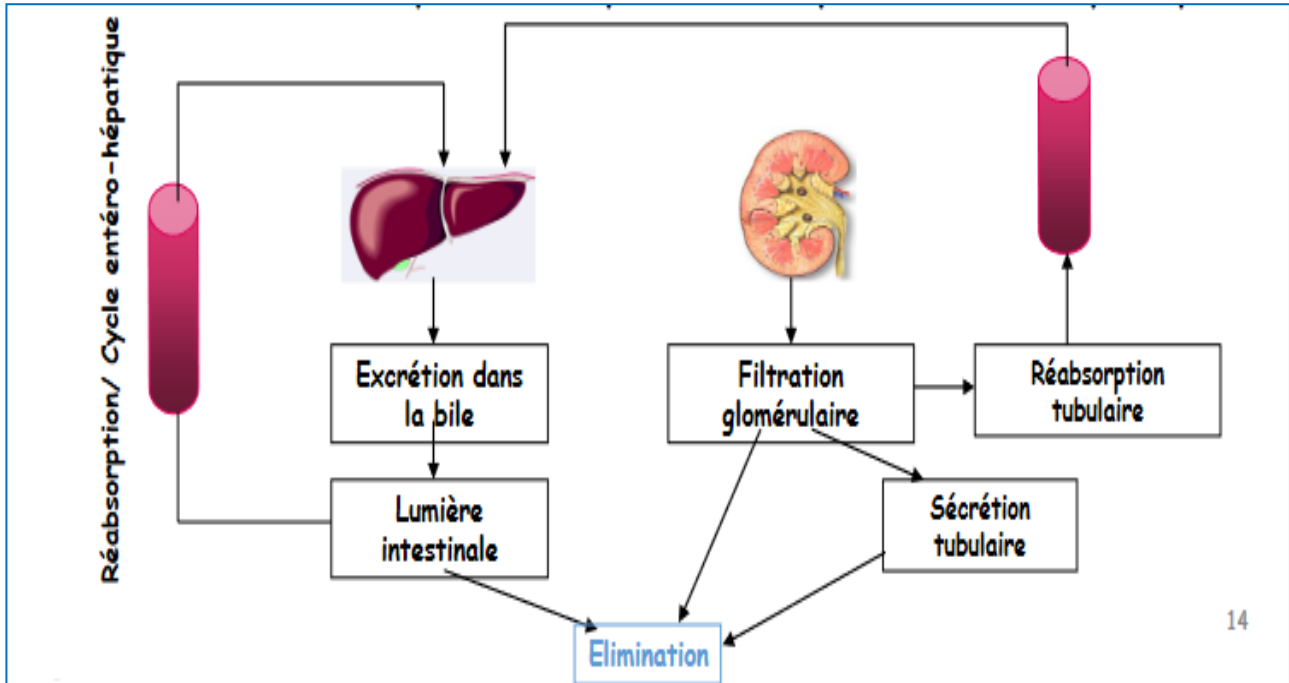 Réabsorption/ Cycle entéro-hépatique
Excrétion dans
la bile
Filtration
glomérulaire
Réabsorption
tubulaire
Lumière
intestinale
Sécrétion
tubulaire
Elimination
14